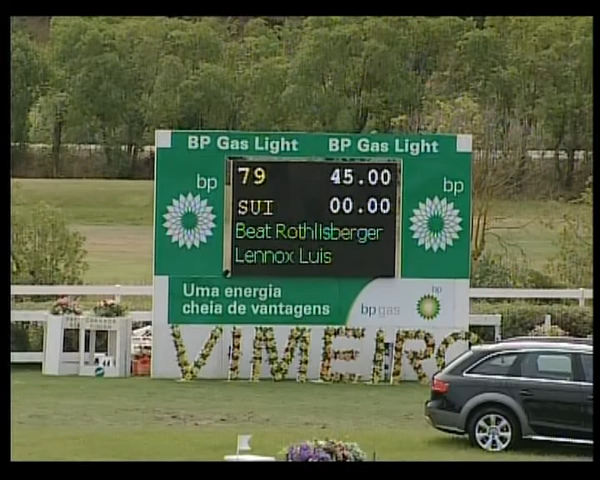 BP Gas Light BP Gas Light
79 45.00
bp bp
SUI 00.00
Beat Rothlisberger
Lennox Luis
Uma energia
cheia de vantagens
bp gas bp
VIMEIRO